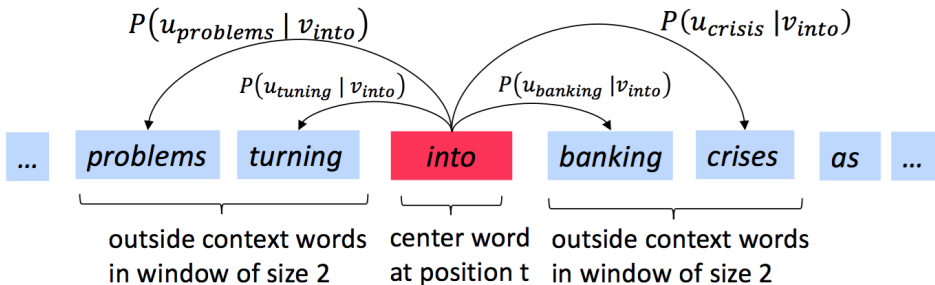 P(u_problems | v_into) P(u_crisis |v_into)
P(u_tuning | v_into) P(u_banking |v_into)
... problems turning into banking crises as ...
outside context words center word outside context words
in window of size 2 at position t in window of size 2